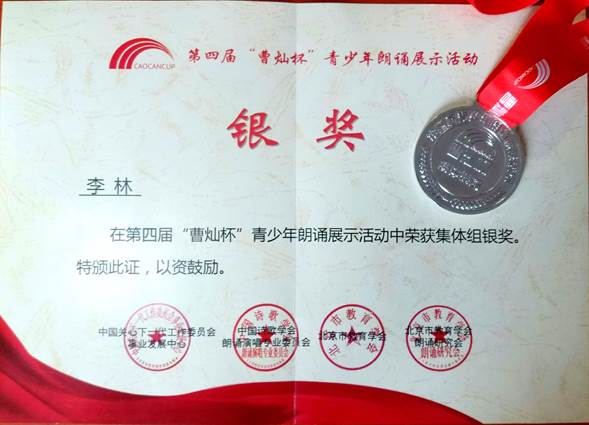 CAOCANCUP
第四届“曹灿杯”青少年朗诵展示活动
银奖
李林
在第四届“曹灿杯”青少年朗诵展示活动中荣获集体组银奖。
特颁此证，以资鼓励。
中国关心下一代工作委员会
事业发展中心
中国诗歌学会
朗诵演唱专业委员会
北京市教育学会
北京市教育学会
朗诵研究会